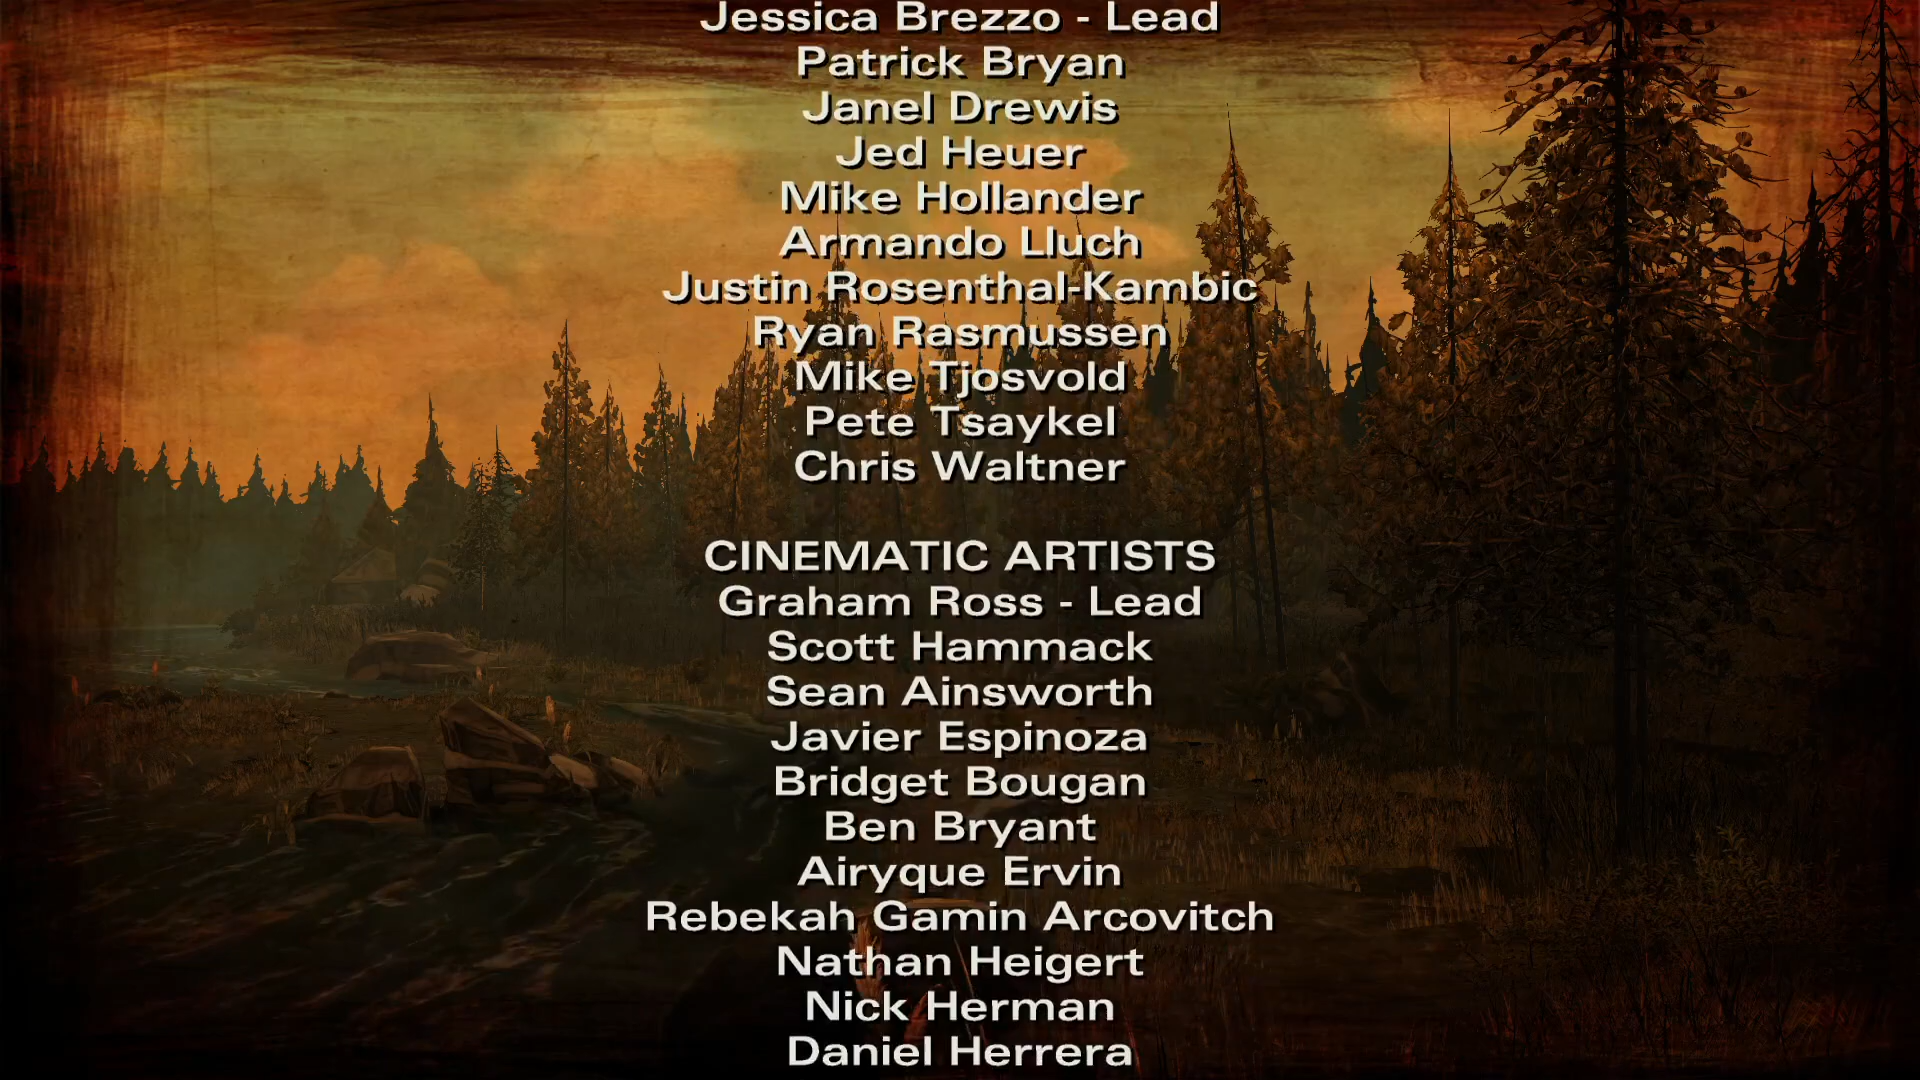 Jessica Brezzo - Lead
Patrick Bryan
Janel Drewis
Jed Heuer
Mike Hollander
Armando Lluch
Justin Rosenthal-Kambic
Ryan Rasmussen
Mike Tjosvold
Pete Tsaykel
Chris Waltner
CINEMATIC ARTISTS
Graham Ross - Lead
Scott Hammack
Sean Ainsworth
Javier Espinoza
Bridget Bougan
Ben Bryant
Airyque Ervin
Rebekah Gamin Arcovitch
Nathan Heigert
Nick Herman
Daniel Herrera